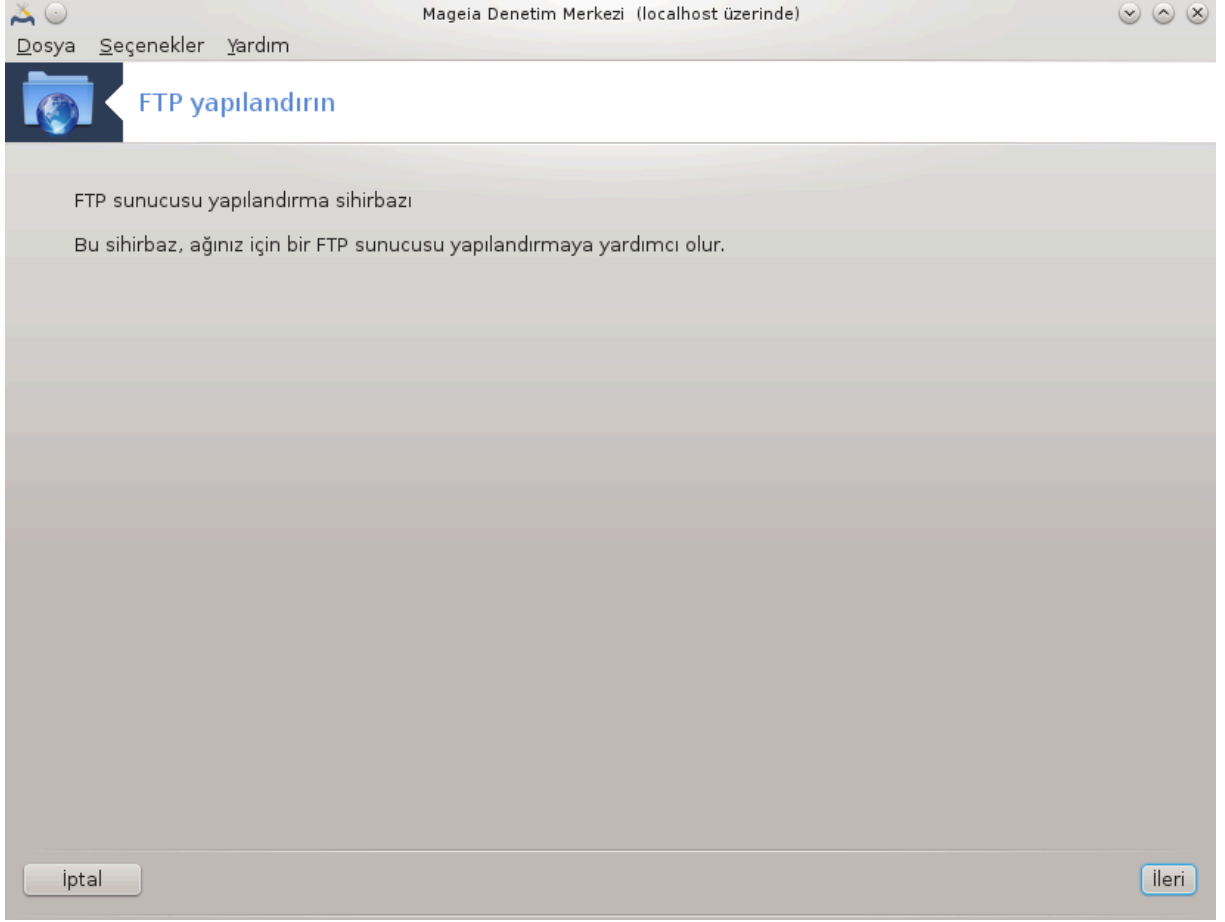 Mageia Denetim Merkezi (localhost üzerinde)
Dosya Seçenekler Yardım
FTP yapılandırın
FTP sunucusu yapılandırma sihirbazı
Bu sihirbaz, ağınız için bir FTP sunucusu yapılandırmaya yardımcı olur.
İptal
İleri